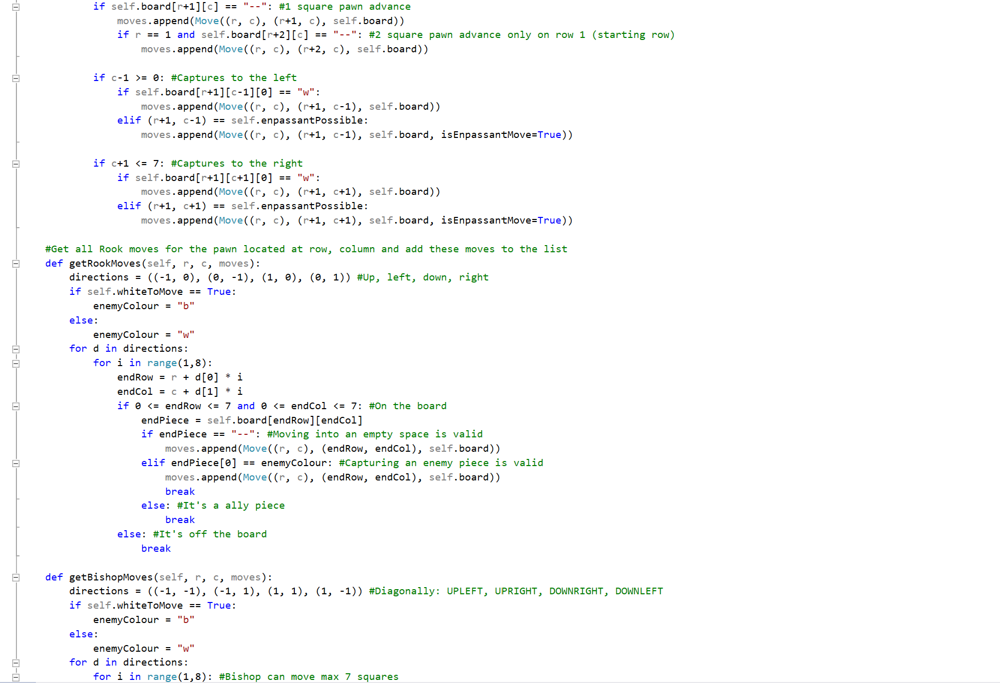 if self.board[r+1][c] == "--": #1 square pawn advance
moves.append(Move((r, c), (r+1, c), self.board))
if r == 1 and self.board[r+2][c] == "--": #2 square pawn advance only on row 1 (starting row)
moves.append(Move((r, c), (r+2, c), self.board))
if c-1 >= 0: #Captures to the left
if self.board[r+1][c-1][0] == "w":
moves.append(Move((r, c), (r+1, c-1), self.board))
elif (r+1, c-1) == self.enpassantPossible:
moves.append(Move((r, c), (r+1, c-1), self.board, isEnpassantMove=True))
if c+1 <= 7: #Captures to the right
if self.board[r+1][c+1][0] == "w":
moves.append(Move((r, c), (r+1, c+1), self.board))
elif (r+1, c+1) == self.enpassantPossible:
moves.append(Move((r, c), (r+1, c+1), self.board, isEnpassantMove=True))
#Get all Rook moves for the pawn located at row, column and add these moves to the list
def getRookMoves(self, r, c, moves):
directions = ((-1, 0), (0, -1), (1, 0), (0, 1)) #Up, left, down, right
if self.whiteToMove == True:
enemyColour = "b"
else:
enemyColour = "w"
for d in directions:
for i in range(1,8):
endRow = r + d[0] * i
endCol = c + d[1] * i
if 0 <= endRow <= 7 and 0 <= endCol <= 7: #On the board
endPiece = self.board[endRow][endCol]
if endPiece == "--": #Moving into an empty space is valid
moves.append(Move((r, c), (endRow, endCol), self.board))
elif endPiece[0] == enemyColour: #Capturing an enemy piece is valid
moves.append(Move((r, c), (endRow, endCol), self.board))
break
else: #It's a ally piece
break
else: #It's off the board
break
def getBishopMoves(self, r, c, moves):
directions = ((-1, -1), (-1, 1), (1, 1), (1, -1)) #Diagonally: UPLEFT, UPRIGHT, DOWNRIGHT, DOWNLEFT
if self.whiteToMove == True:
enemyColour = "b"
else:
enemyColour = "w"
for d in directions:
for i in range(1,8): #Bishop can move max 7 squares